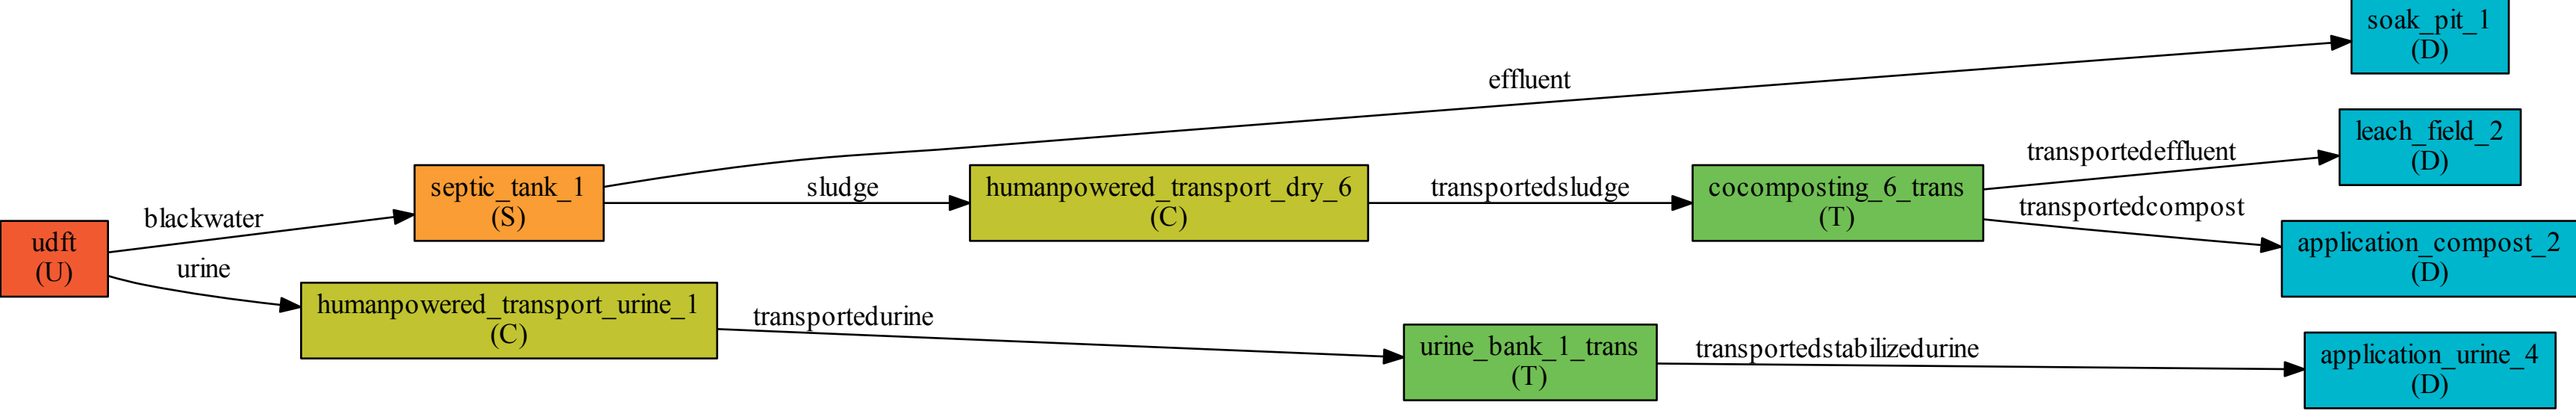 soak_pit_1
(D)
effluent
leach_field_2
(D)
transportedeffluent
septic_tank_1
(S)
sludge
humanpowered_transport_dry_6
(C)
transportedsludge
cocomposting_6_trans
(T)
transportedcompost
application_compost_2
(D)
blackwater
udft
(U)
urine
humanpowered_transport_urine_1
(C)
transportedurine
urine_bank_1_trans
(T)
transportedstabilizedurine
application_urine_4
(D)